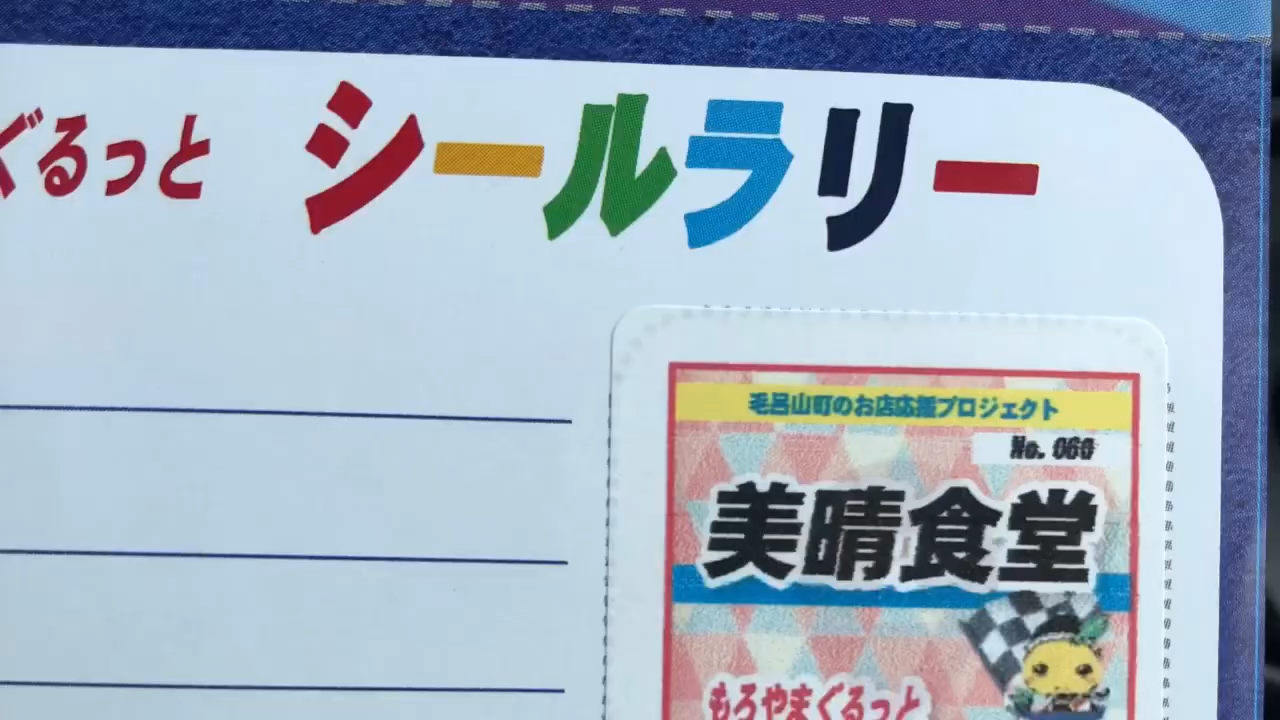 ぐるっと シールラリー
毛呂山町のお店応援プロジェクト
No. 060
美晴食堂
もろやまぐるっと